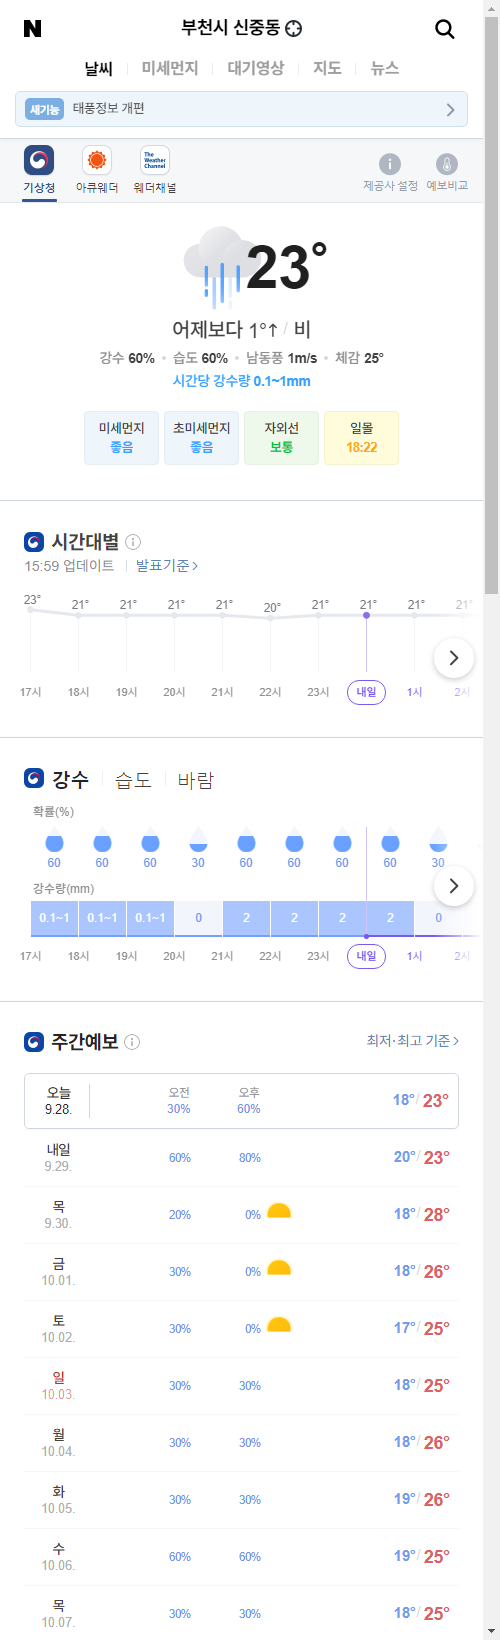 N
부천시 신중동
날씨 미세먼지 대기영상 지도 뉴스
새기능 태풍정보 개편
The Weather Channel
기상청 아큐웨더 웨더채널 제공사 설정 예보비교
23°
어제보다 1°↑ / 비
강수 60% • 습도 60% • 남동풍 1m/s • 체감 25°
시간당 강수량 0.1~1mm
미세먼지 초미세먼지 자외선 일몰
좋음 좋음 보통 18:22
시간대별
15:59 업데이트 발표기준 >
23° 21° 21° 21° 21° 20° 21° 21° 21° 21°
17시 18시 19시 20시 21시 22시 23시 내일 1시 2시
강수 습도 바람
확률(%)
60 60 60 30 60 60 60 60 30
강수량(mm)
0.1~1 0.1~1 0.1~1 0 2 2 2 2 0
17시 18시 19시 20시 21시 22시 23시 내일 1시 2시
주간예보 최저·최고 기준 >
오늘 오전 오후
9.28. 30% 60% 18°/ 23°
내일
9.29. 60% 80% 20°/ 23°
목
9.30. 20% 0% 18°/ 28°
금
10.01. 30% 0% 18°/ 26°
토
10.02. 30% 0% 17°/ 25°
일
10.03. 30% 30% 18°/ 25°
월
10.04. 30% 30% 18°/ 26°
화
10.05. 30% 30% 19°/ 26°
수
10.06. 60% 60% 19°/ 25°
목
10.07. 30% 30% 18°/ 25°